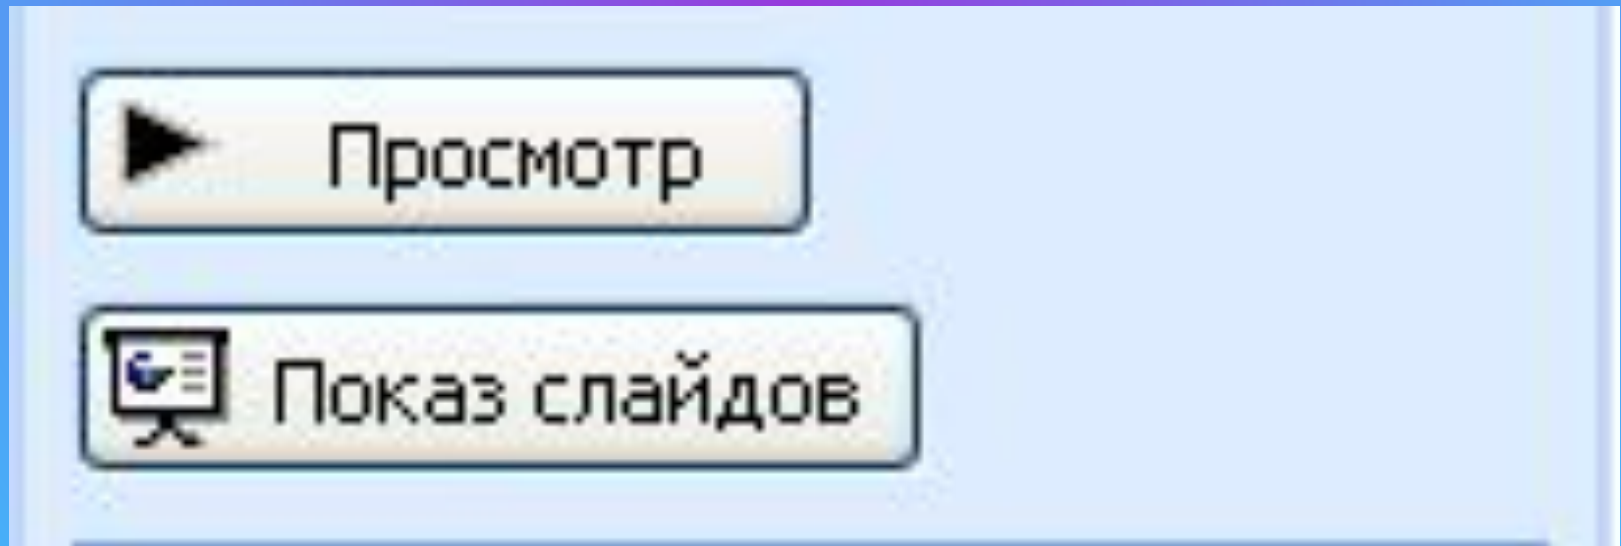 Просмотр
Показ слайдов